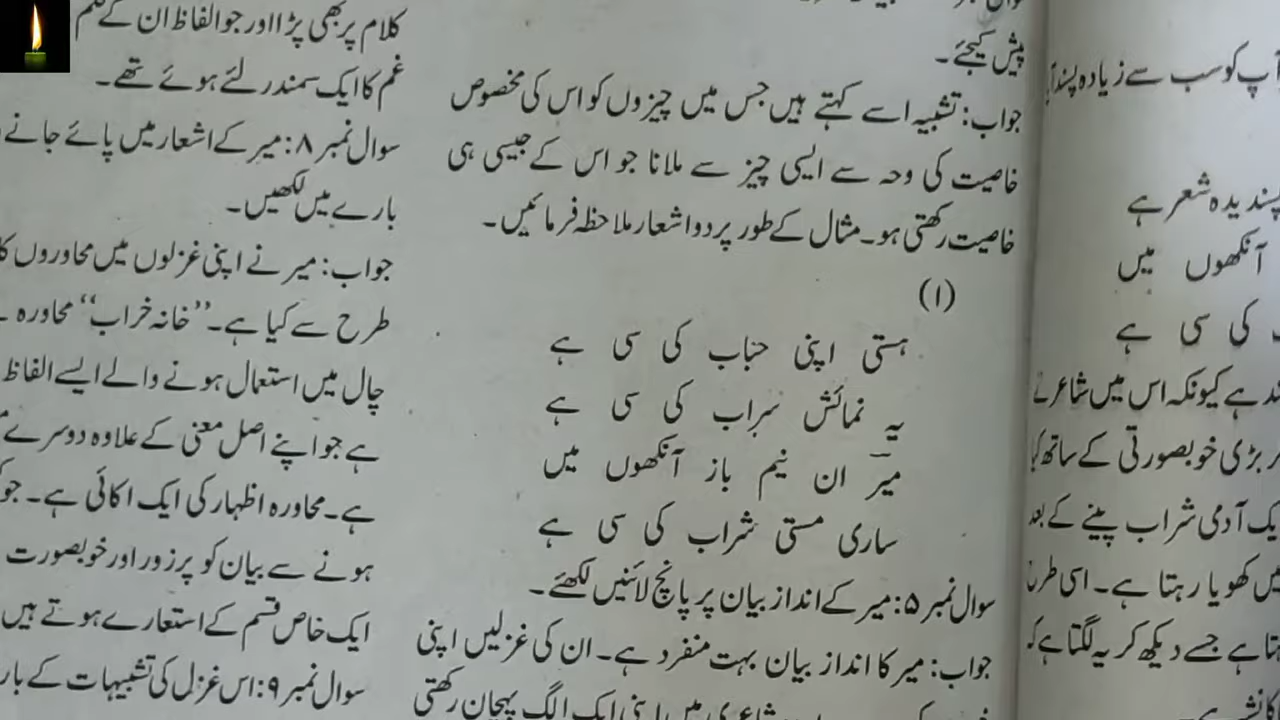 آپ کو سب سے زیادہ پسند
پسندیدہ شعر ہے
آنکھوں میں
کی سی ہے
ہے کیونکہ اس میں شاعر نے
بڑی خوبصورتی کے ساتھ
آدمی شراب پینے کے بعد
میں کھویا رہتا ہے۔ اسی طرح
ہے جسے دیکھ کر یہ لگتا ہے کہ
پیش کیجئے۔
جواب: تشبیہ اسے کہتے ہیں جس میں چیزوں کو اس کی مخصوص
خاصیت کی وجہ سے ایسی چیز سے ملانا جو اس کے جیسی ہی
خاصیت رکھتی ہو۔ مثال کے طور پر دو اشعار ملاحظہ فرمائیں۔
(۱)
ہستی اپنی حباب کی سی ہے
یہ نمائش سراب کی سی ہے
میر ان نیم باز آنکھوں میں
ساری مستی شراب کی سی ہے
سوال نمبر ۵: میر کے انداز بیان پر پانچ لائنیں لکھئے۔
جواب: میر کا انداز بیان بہت منفرد ہے۔ ان کی غزلیں اپنی
شاعری میں اپنی ایک الگ پہچان رکھتی
کلام پر بھی پڑا اور جو الفاظ ان کے قلم
غم کا ایک سمندر لئے ہوئے تھے۔
سوال نمبر ۸: میر کے اشعار میں پائے جانے
بارے میں لکھیں۔
جواب: میر نے اپنی غزلوں میں محاوروں کا
طرح سے کیا ہے۔ ”خانہ خراب“ محاورہ
چال میں استعمال ہونے والے ایسے الفاظ
ہے جو اپنے اصل معنی کے علاوہ دوسرے
ہے۔ محاورہ اظہار کی ایک اکائی ہے۔ جو
ہونے سے بیان کو پر زور اور خوبصورت
ایک خاص قسم کے استعارے ہوتے ہیں
سوال نمبر ۹: اس غزل کی تشبیہات کے بارے